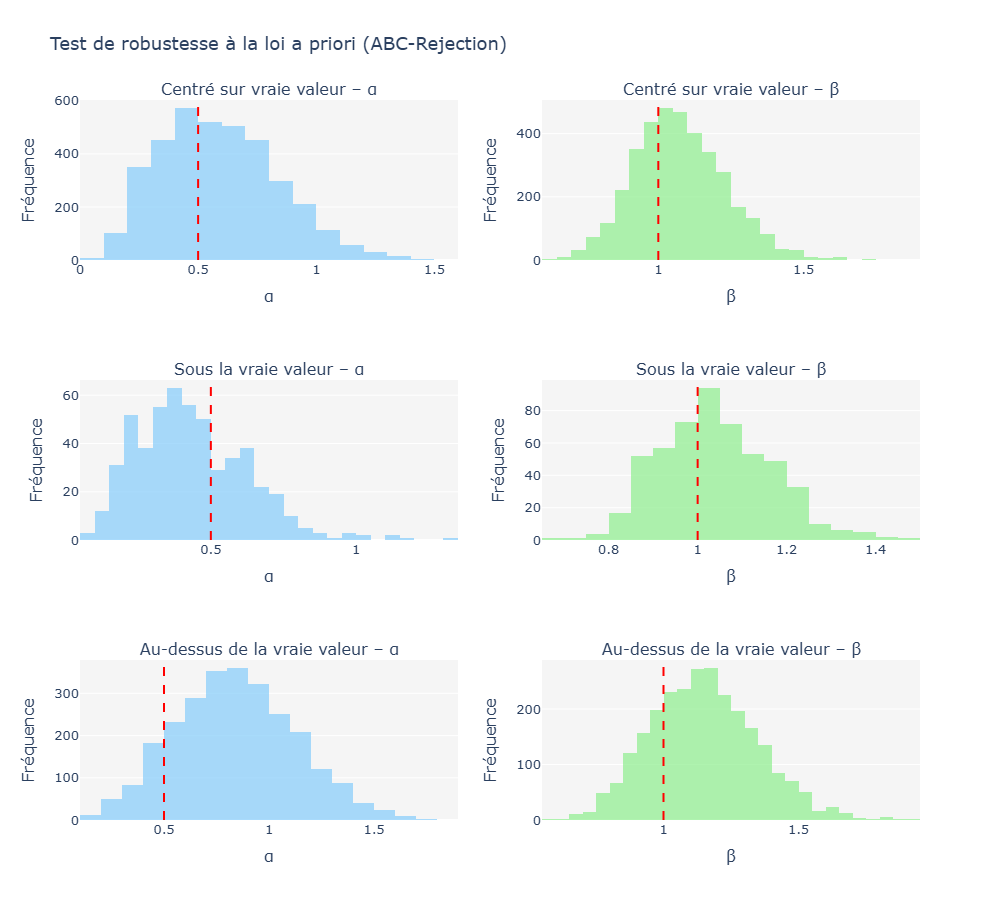 Test de robustesse à la loi a priori (ABC-Rejection)
Centré sur vraie valeur – α
Centré sur vraie valeur – β
Fréquence
600
400
200
0
0
0.5
1
1.5
α
Fréquence
400
200
0
1
1.5
β
Sous la vraie valeur – α
Sous la vraie valeur – β
Fréquence
60
40
20
0
0.5
1
α
Fréquence
80
60
40
20
0
0.8
1
1.2
1.4
β
Au-dessus de la vraie valeur – α
Au-dessus de la vraie valeur – β
Fréquence
300
200
100
0
0.5
1
1.5
α
Fréquence
200
100
0
1
1.5
β